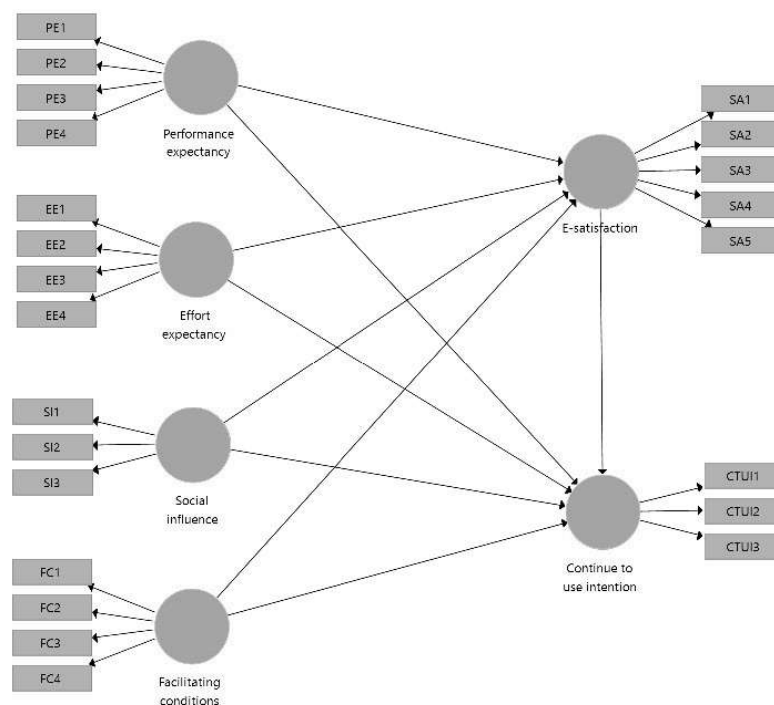 PE1
PE2
PE3
PE4
Performance
expectancy
EE1
EE2
EE3
EE4
Effort
expectancy
SI1
SI2
SI3
Social
influence
FC1
FC2
FC3
FC4
Facilitating
conditions
E-satisfaction
SA1
SA2
SA3
SA4
SA5
Continue to
use intention
CTUI1
CTUI2
CTUI3